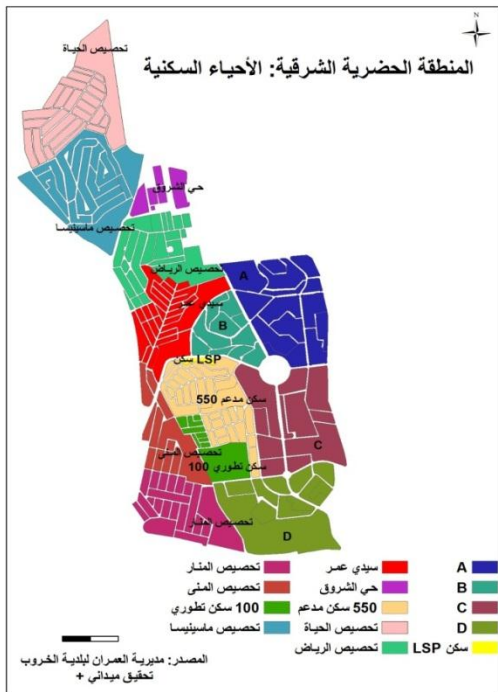 N
المنطقة الحضرية الشرقية: الأحياء السكنية
تحصيص الحياة
حي الشروق
تحصيص ماسينيسا
تحصيص الرياض
A
سيدي عمر
B
سكن LSP
550 سكن مدعم
C
تحصيص المنى
100 سكن تطوري
تحصيص المنار
D
A سيدي عمر تحصيص المنار
B حي الشروق تحصيص المنى
C 550 سكن مدعم 100 سكن تطوري
D تحصيص الحياة تحصيص ماسينيسا
سكن LSP تحصيص الرياض
المصدر: مديرية العمران لبلدية الخروب
+ تحقيق ميداني